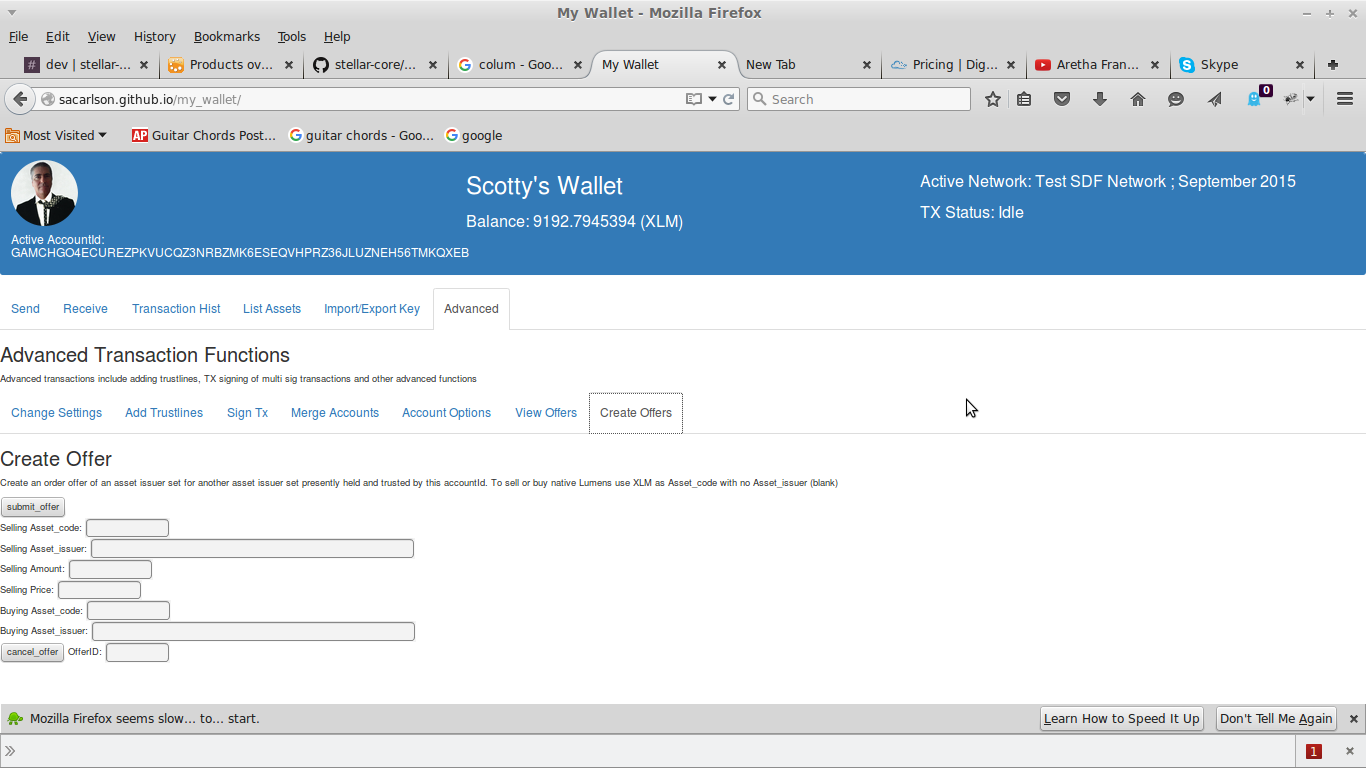 My Wallet - Mozilla Firefox
File Edit View History Bookmarks Tools Help
# dev | stellar-... Products ov... stellar-core/... colum - Goo... My Wallet New Tab Pricing | Dig... Aretha Fran... Skype
sacarlson.github.io/my_wallet/ Search 0
Most Visited AP Guitar Chords Post... guitar chords - Goo... google
Scotty's Wallet
Balance: 9192.7945394 (XLM)
Active Network: Test SDF Network ; September 2015
TX Status: Idle
Active AccountId:
GAMCHGO4ECUREZPKVUCQZ3NRBZMK6ESEQVHPRZ36JLUZNEH56TMKQXEB
Send Receive Transaction Hist List Assets Import/Export Key Advanced
Advanced Transaction Functions
Advanced transactions include adding trustlines, TX signing of multi sig transactions and other advanced functions
Change Settings Add Trustlines Sign Tx Merge Accounts Account Options View Offers Create Offers
Create Offer
Create an order offer of an asset issuer set for another asset issuer set presently held and trusted by this accountId. To sell or buy native Lumens use XLM as Asset_code with no Asset_issuer (blank)
submit_offer
Selling Asset_code:
Selling Asset_issuer:
Selling Amount:
Selling Price:
Buying Asset_code:
Buying Asset_issuer:
cancel_offer OfferID:
Mozilla Firefox seems slow... to... start. Learn How to Speed It Up Don't Tell Me Again
1